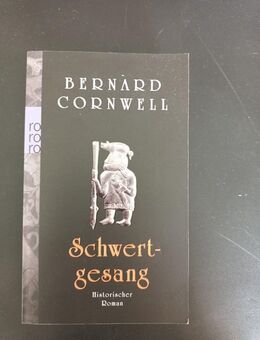 BERNARD
CORNWELL
ro
ro
ro
Schwert-
gesang
Historischer
Roman